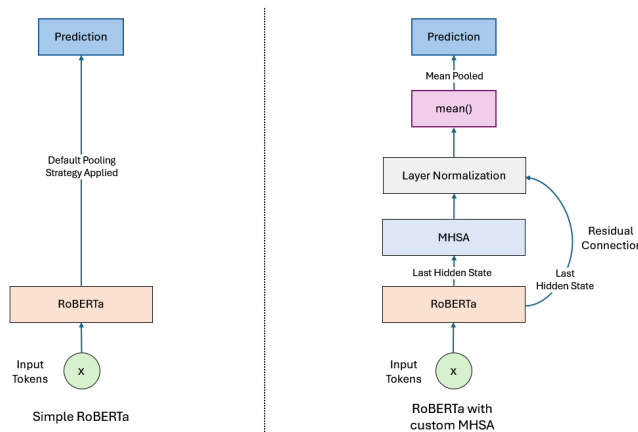 Prediction
Default Pooling
Strategy Applied
RoBERTa
Input
Tokens
x
Simple RoBERTa
Prediction
Mean Pooled
mean()
Layer Normalization
MHSA
Residual
Connection
Last Hidden State
Last
Hidden State
RoBERTa
Input
Tokens
x
RoBERTa with
custom MHSA